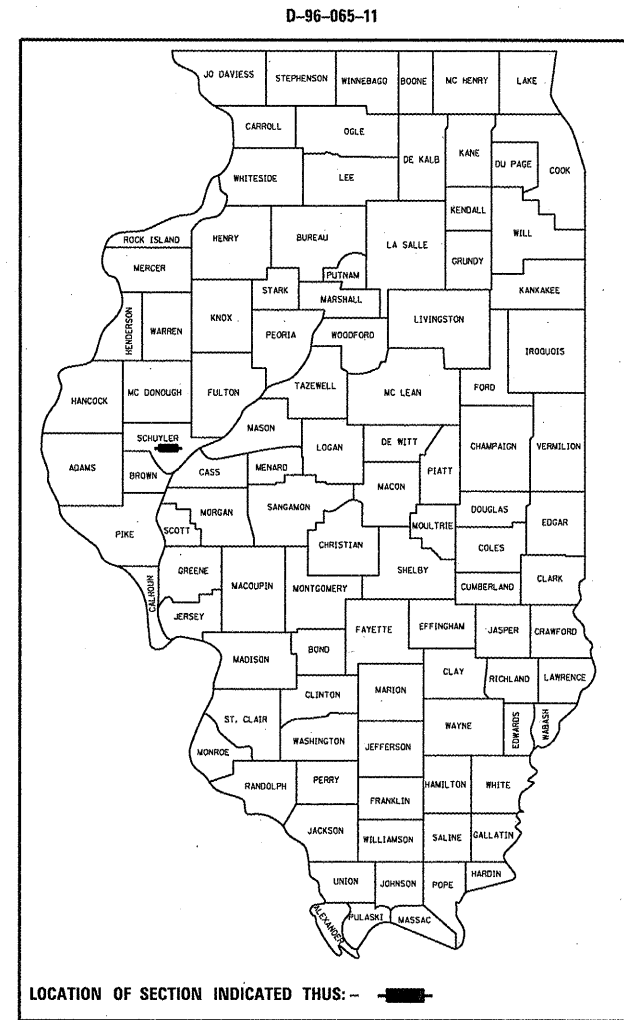 D-96-065-11
JO DAVIESS STEPHENSON WINNEBAGO BOONE MC HENRY LAKE
CARROLL OGLE DE KALB KANE DU PAGE COOK
WHITESIDE LEE
KENDALL WILL
ROCK ISLAND HENRY BUREAU LA SALLE GRUNDY
MERCER PUTNAM KANKAKEE
HENDERSON WARREN KNOX STARK MARSHALL LIVINGSTON
PEORIA WOODFORD IROQUOIS
HANCOCK MC DONOUGH FULTON TAZEWELL MC LEAN FORD
MASON
SCHUYLER LOGAN DE WITT CHAMPAIGN VERMILION
ADAMS BROWN CASS MENARD PIATT
MACON
PIKE SCOTT MORGAN SANGAMON MOULTRIE DOUGLAS EDGAR
CHRISTIAN COLES
CALHOUN GREENE MACOUPIN MONTGOMERY SHELBY CUMBERLAND CLARK
JERSEY
FAYETTE EFFINGHAM JASPER CRAWFORD
MADISON BOND
CLAY RICHLAND LAWRENCE
CLINTON MARION
ST. CLAIR WAYNE EDWARDS WABASH
MONROE WASHINGTON JEFFERSON
RANDOLPH PERRY HAMILTON WHITE
FRANKLIN
JACKSON WILLIAMSON SALINE GALLATIN
UNION JOHNSON POPE HARDIN
ALEXANDER PULASKI MASSAC
LOCATION OF SECTION INDICATED THUS: -